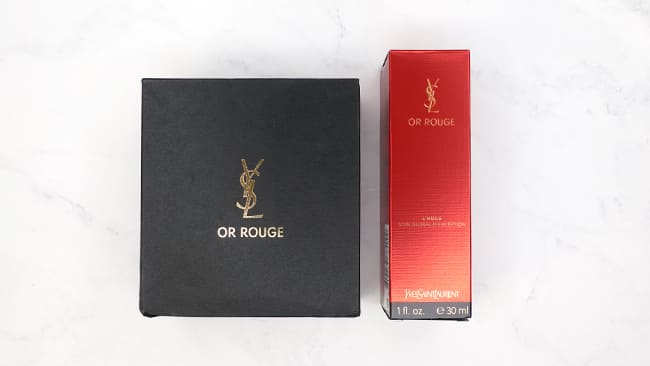 YSL
OR ROUGE
YSL
OR ROUGE
L'HUILE
YVESSAINTLAURENT
1 fl. oz. ℮ 30 ml